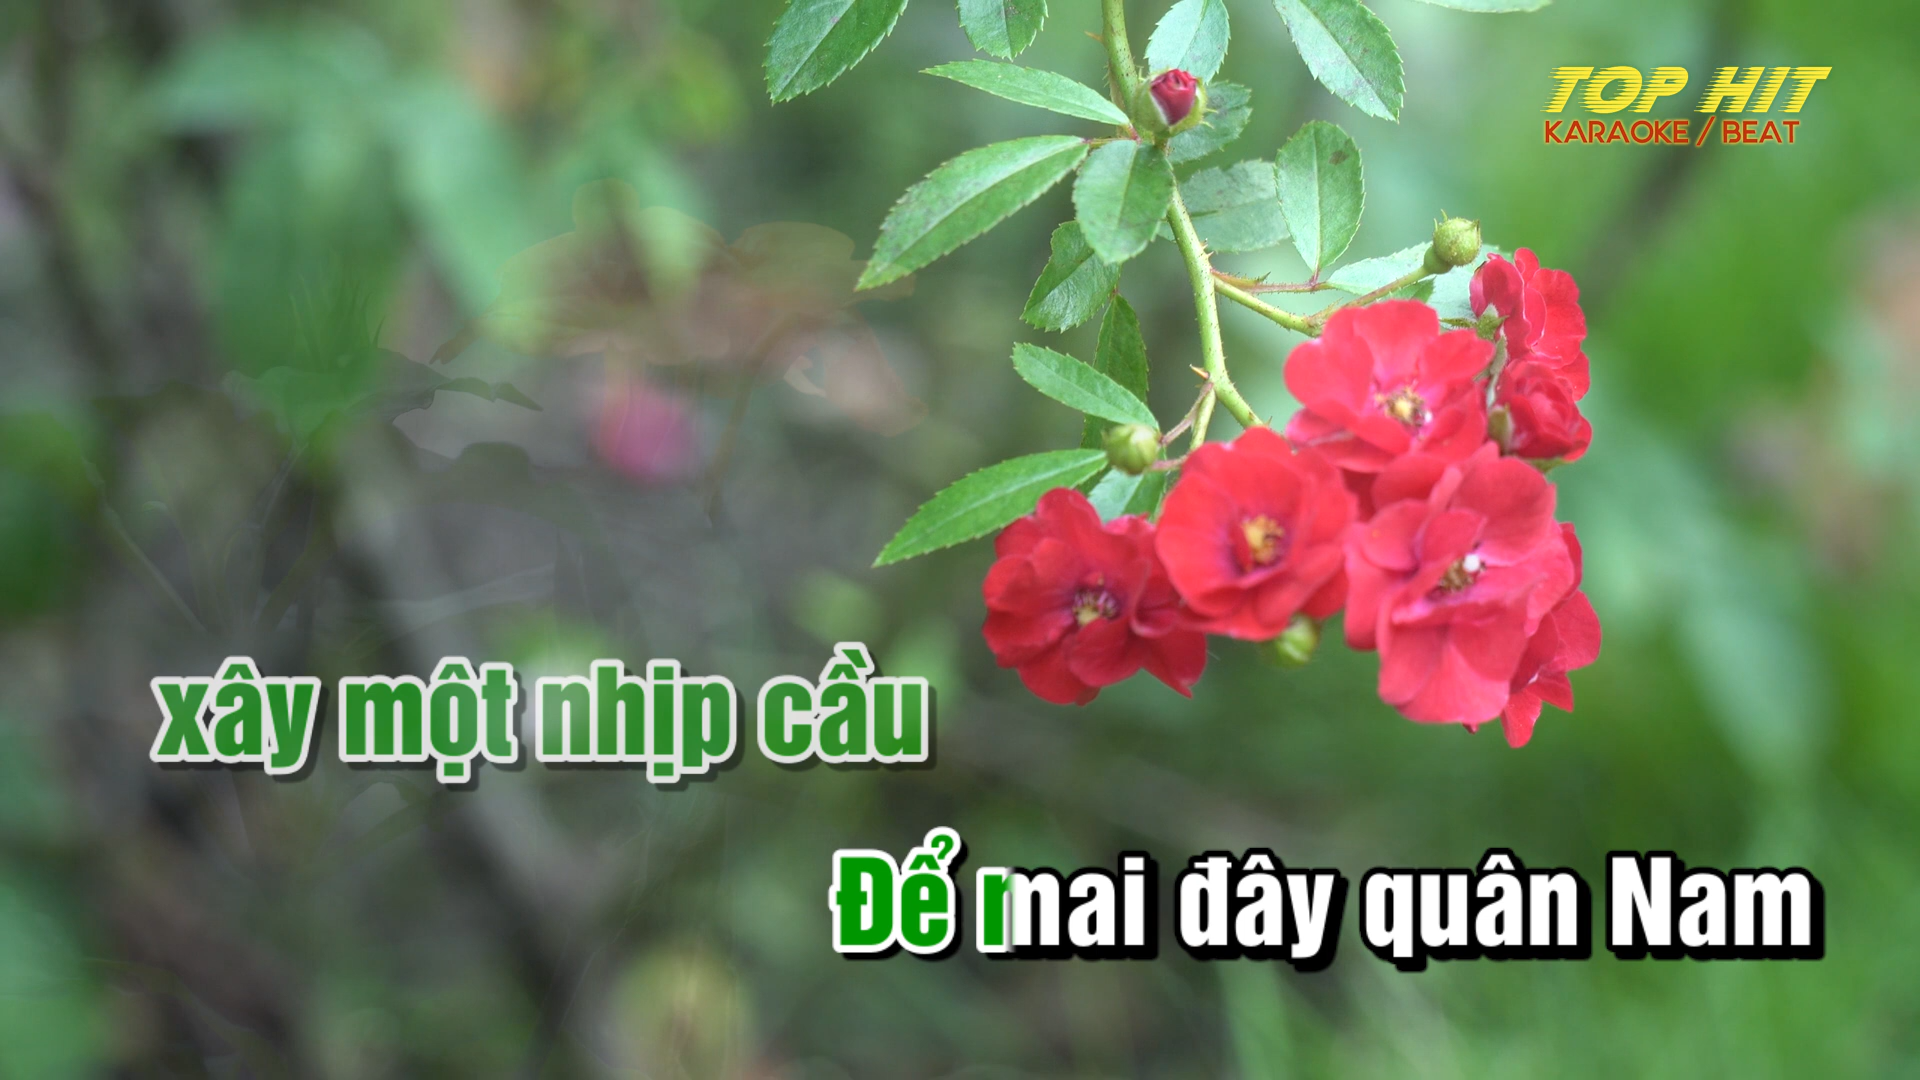 TOP HIT
KARAOKE / BEAT
xây một nhịp cầu
Để mai đây quân Nam